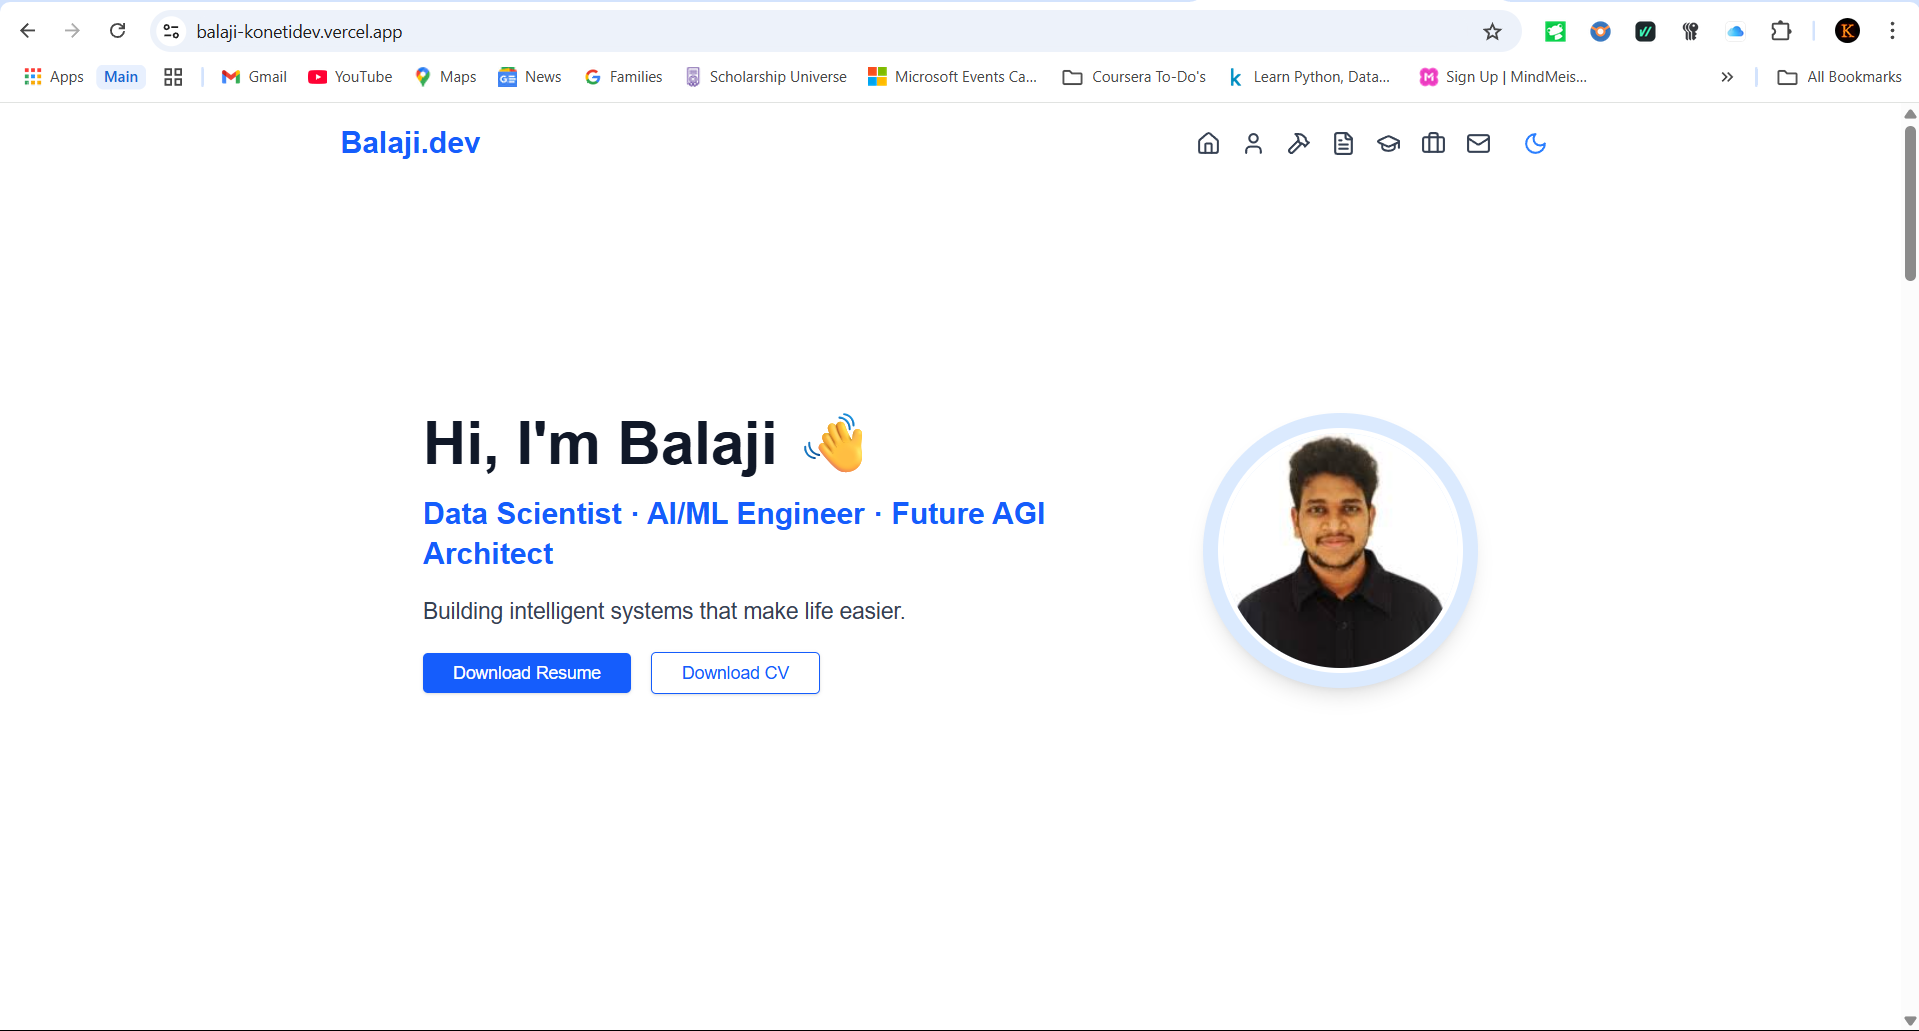 balaji-konetidev.vercel.app
Apps Main Gmail YouTube Maps News Families Scholarship Universe Microsoft Events Ca... Coursera To-Do's Learn Python, Data... Sign Up | MindMeis... All Bookmarks
Balaji.dev
Hi, I'm Balaji 👋
Data Scientist · AI/ML Engineer · Future AGI
Architect
Building intelligent systems that make life easier.
Download Resume Download CV